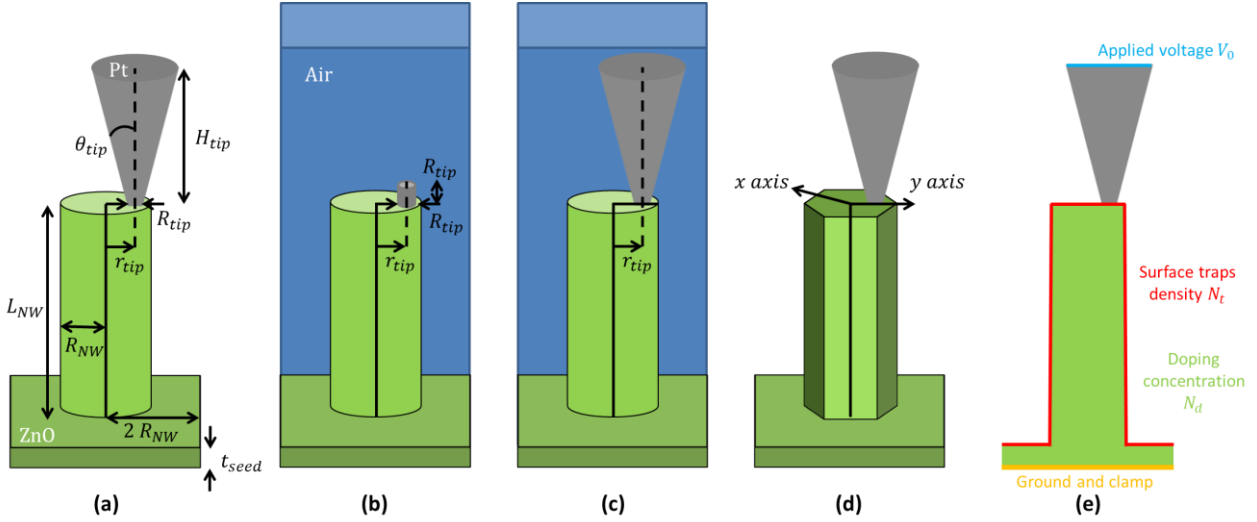 Pt
θ_tip
H_tip
R_tip
r_tip
L_NW
R_NW
ZnO
2 R_NW
t_seed
(a)
Air
R_tip
R_tip
r_tip
(b)
r_tip
(c)
x axis
y axis
(d)
Applied voltage V_0
Surface traps
density N_t
Doping
concentration
N_d
Ground and clamp
(e)